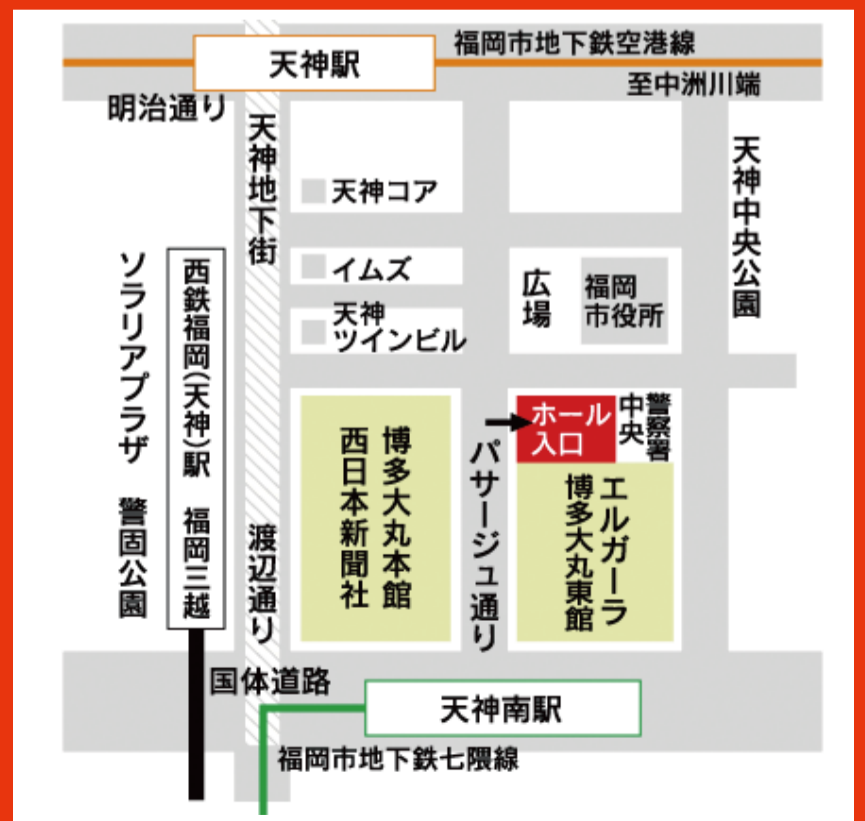 福岡市地下鉄空港線
天神駅
至中洲川端
明治通り
天神地下街
天神コア
天神中央公園
イムズ
広場
福岡
市役所
天神
ツインビル
ソラリアプラザ
西鉄福岡(天神)駅 福岡三越
警固公園
渡辺通り
博多大丸本館
西日本新聞社
パサージュ通り
ホール
入口
警察署
中央
エルガーラ
博多大丸東館
国体道路
天神南駅
福岡市地下鉄七隈線